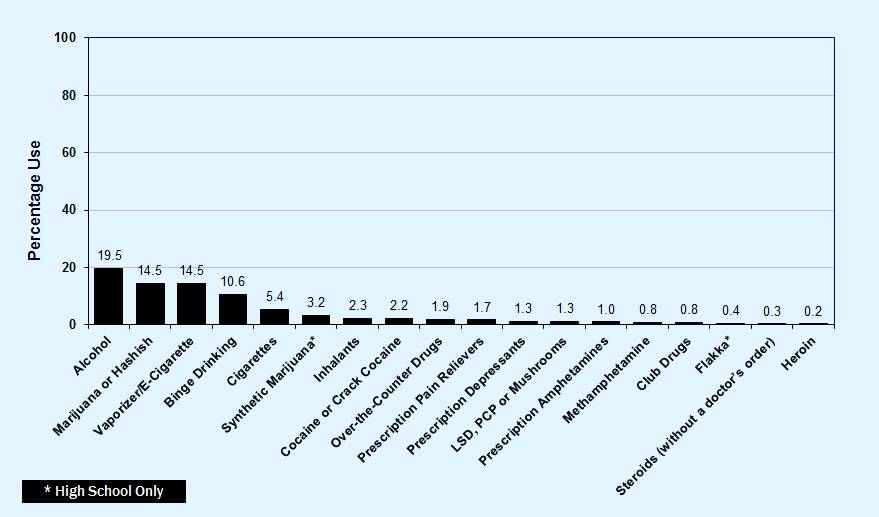 Percentage Use
100
80
60
40
20
0
19.5
14.5
14.5
10.6
5.4
3.2
2.3
2.2
1.9
1.7
1.3
1.3
1.0
0.8
0.8
0.4
0.3
0.2
Alcohol
Marijuana or Hashish
Vaporizer/E-Cigarette
Binge Drinking
Cigarettes
Synthetic Marijuana*
Inhalants
Cocaine or Crack Cocaine
Over-the-Counter Drugs
Prescription Pain Relievers
Prescription Depressants
LSD, PCP or Mushrooms
Prescription Amphetamines
Methamphetamine
Club Drugs
Flakka*
Steroids (without a doctor's order)
Heroin
* High School Only